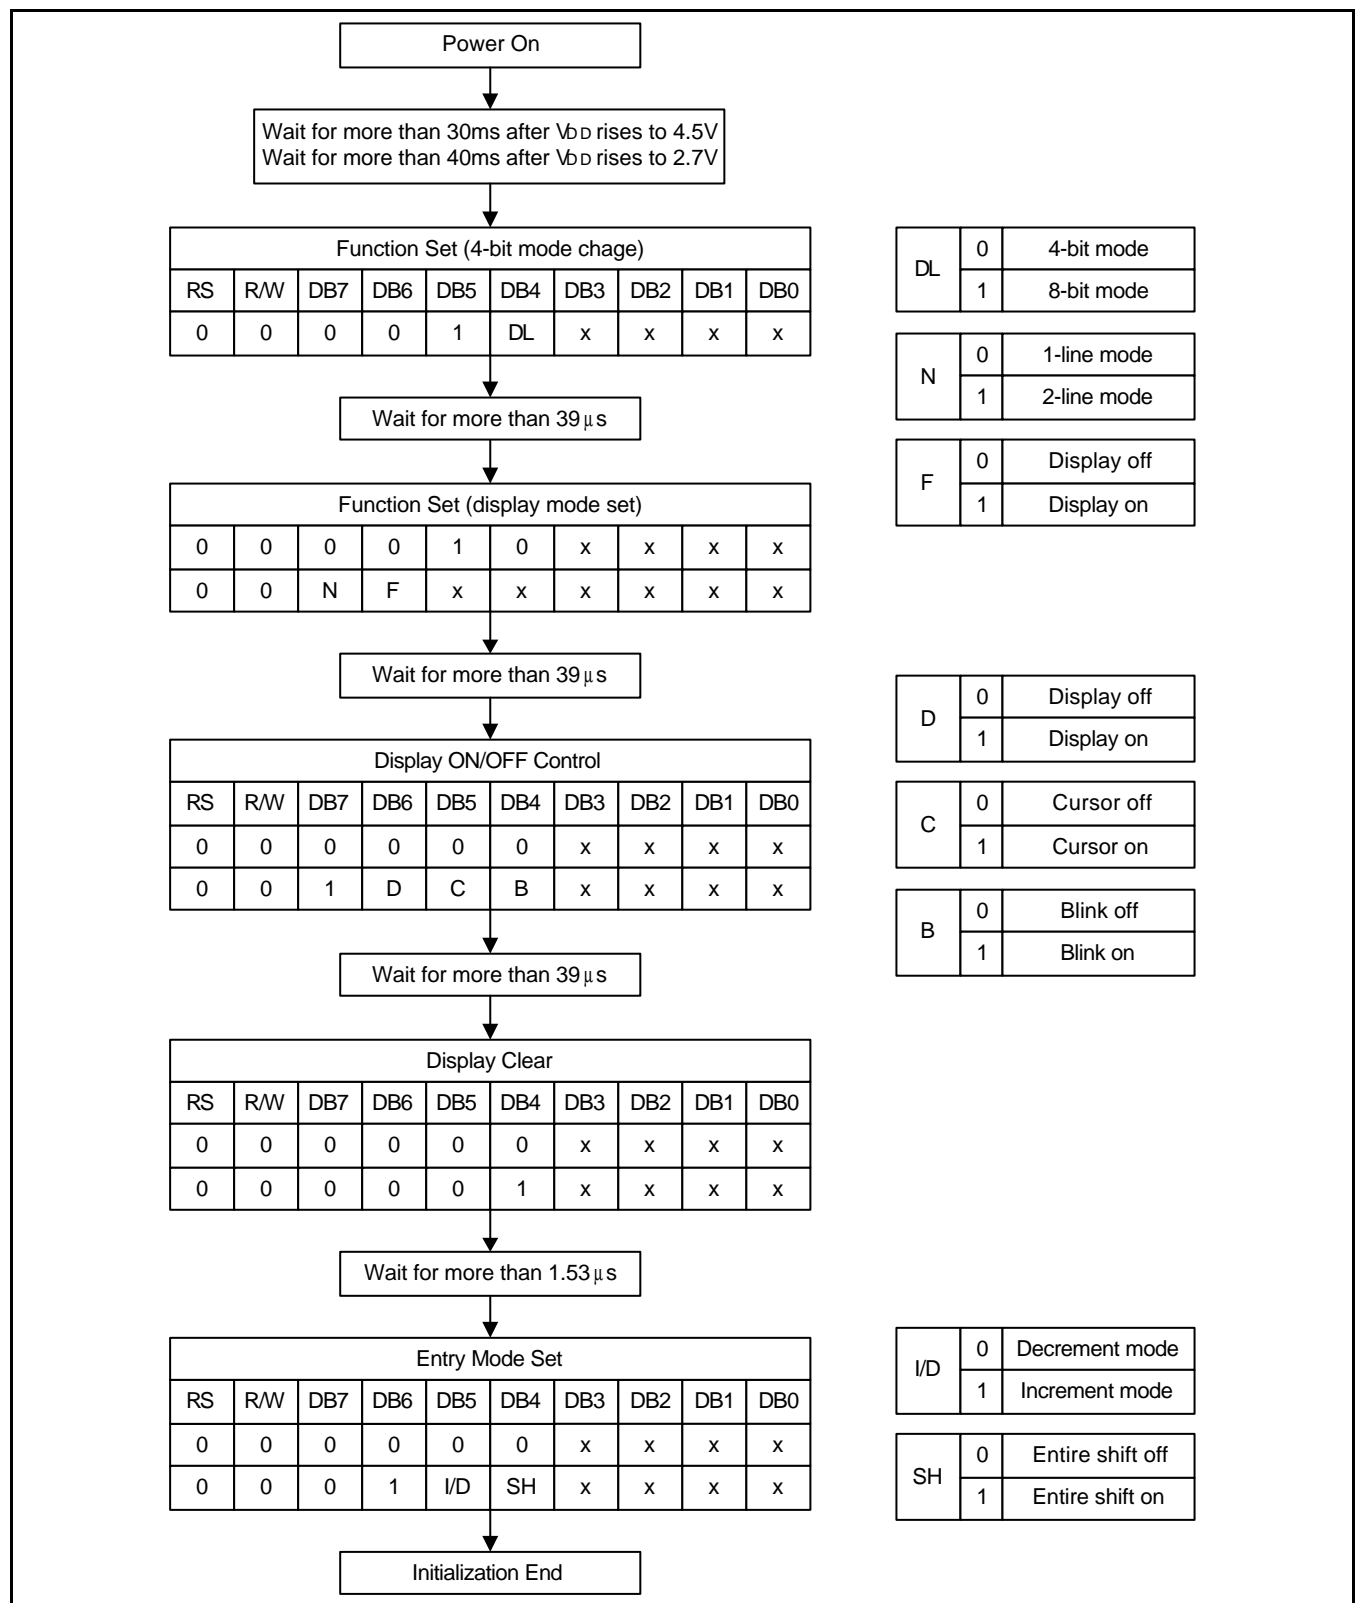 Power On
Wait for more than 30ms after VDD rises to 4.5V
Wait for more than 40ms after VDD rises to 2.7V
Function Set (4-bit mode chage)
RS R/W DB7 DB6 DB5 DB4 DB3 DB2 DB1 DB0
0 0 0 0 1 DL x x x x
DL
0 4-bit mode
1 8-bit mode
N
0 1-line mode
1 2-line mode
Wait for more than 39μs
F
0 Display off
1 Display on
Function Set (display mode set)
0 0 0 0 1 0 x x x x
0 0 N F x x x x x x
Wait for more than 39μs
D
0 Display off
1 Display on
Display ON/OFF Control
RS R/W DB7 DB6 DB5 DB4 DB3 DB2 DB1 DB0
0 0 0 0 0 0 x x x x
0 0 1 D C B x x x x
C
0 Cursor off
1 Cursor on
B
0 Blink off
1 Blink on
Wait for more than 39μs
Display Clear
RS R/W DB7 DB6 DB5 DB4 DB3 DB2 DB1 DB0
0 0 0 0 0 0 x x x x
0 0 0 0 0 1 x x x x
Wait for more than 1.53μs
Entry Mode Set
RS R/W DB7 DB6 DB5 DB4 DB3 DB2 DB1 DB0
0 0 0 0 0 0 x x x x
0 0 0 1 I/D SH x x x x
I/D
0 Decrement mode
1 Increment mode
SH
0 Entire shift off
1 Entire shift on
Initialization End